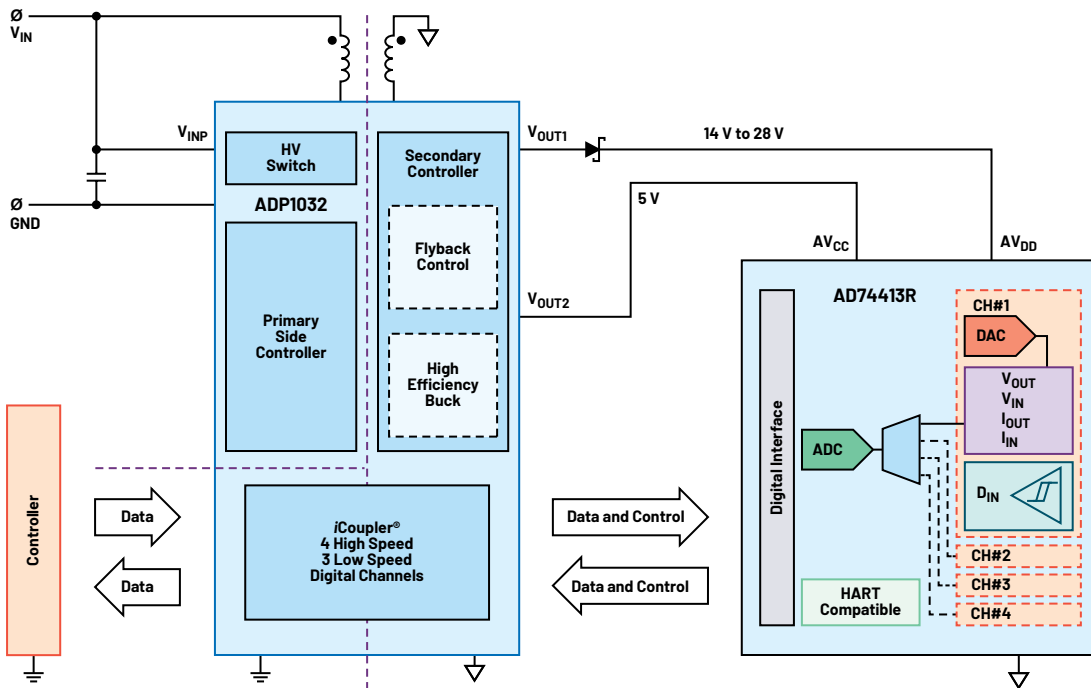 Ø
VIN
VINP
Ø
GND
HV
Switch
ADP1032
Primary
Side
Controller
Secondary
Controller
Flyback
Control
High
Efficiency
Buck
VOUT1
14 V to 28 V
5 V
VOUT2
AVCC
AVDD
AD74413R
Digital Interface
ADC
HART
Compatible
CH#1
DAC
VOUT
VIN
IOUT
IIN
DIN
CH#2
CH#3
CH#4
Controller
Data
Data
iCoupler®
4 High Speed
3 Low Speed
Digital Channels
Data and Control
Data and Control